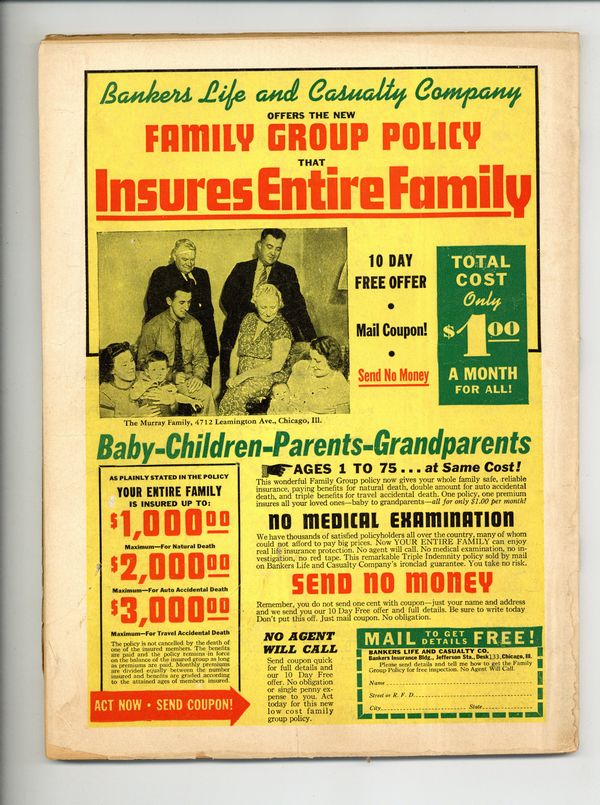 Bankers Life and Casualty Company
OFFERS THE NEW
FAMILY GROUP POLICY
THAT
Insures Entire Family
10 DAY
FREE OFFER
•
Mail Coupon!
•
Send No Money
TOTAL
COST
Only
$1.00
A MONTH
FOR ALL!
The Murray Family, 4712 Leamington Ave., Chicago, Ill.
Baby-Children-Parents-Grandparents
AGES 1 TO 75... at Same Cost!
This wonderful Family Group policy now gives your whole family safe, reliable
insurance, paying benefits for natural death, double amount for auto accidental
death, and triple benefits for travel accidental death. One policy, one premium
insures all your loved ones—baby to grandparents—all for only $1.00 per month!
NO MEDICAL EXAMINATION
We have thousands of satisfied policyholders all over the country, many of whom
could not afford to pay big prices. Now YOUR ENTIRE FAMILY can enjoy
real life insurance protection. No agent will call. No medical examination, no in-
vestigation, no red tape. This remarkable Triple Indemnity policy sold by mail
on Bankers Life and Casualty Company's ironclad guarantee. You take no risk.
SEND NO MONEY
Remember, you do not send one cent with coupon—just your name and address
and we send you our 10 Day Free offer and full details. Be sure to write today
Don't put this off. Just mail coupon. No obligation.
AS PLAINLY STATED IN THE POLICY
YOUR ENTIRE FAMILY
IS INSURED UP TO:
$1,000.00
Maximum—For Natural Death
$2,000.00
Maximum—For Auto Accidental Death
$3,000.00
Maximum—For Travel Accidental Death
The policy is not cancelled by the death of
one of the insured members. The benefits
are paid and the policy remains in force
on the balance of the insured group as long
as premiums are paid. Monthly premiums
are divided equally between all persons
insured and benefits are graded according
to the attained ages of members insured.
ACT NOW • SEND COUPON!
NO AGENT
WILL CALL
Send coupon quick
for full details and
our 10 Day Free
offer. No obligation
or single penny ex-
pense to you. Act
today for this new
low cost family
group policy.
MAIL TO GET DETAILS FREE!
BANKERS LIFE AND CASUALTY CO.
Bankers Insurance Bldg., Jefferson Sta., Desk 133, Chicago, Ill.
Please send details and tell me how to get the Family
Group Policy for free inspection. No Agent Will Call.
Name
Street or R. F. D.
City State